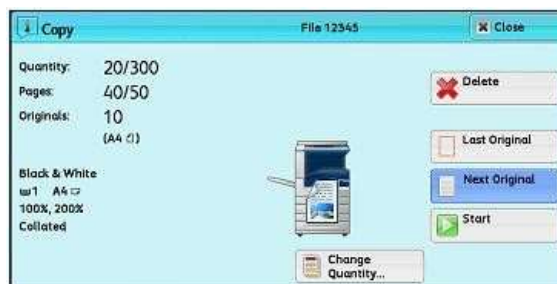 Copy
File 12345
Close
Quantity: 20/300
Pages: 40/50
Originals: 10
(A4)
Black & White
1 A4
100%, 200%
Collated
Delete
Last Original
Next Original
Start
Change
Quantity...